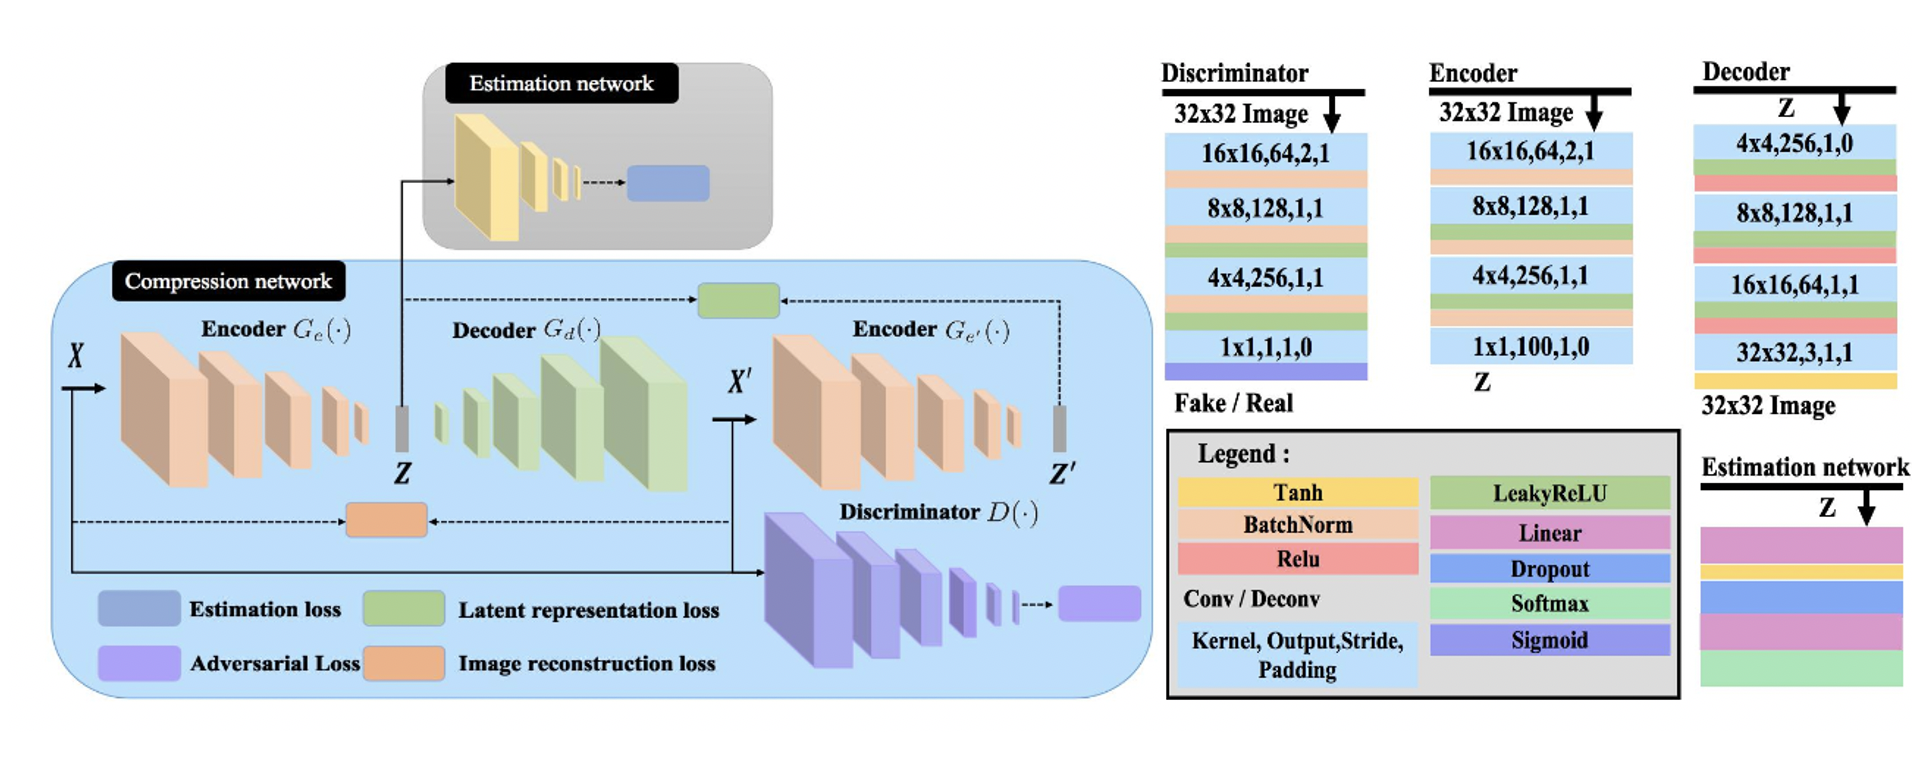 Estimation network
Compression network
Encoder G_e(·)
Decoder G_d(·)
Encoder G_{e'}(·)
X
X'
Z
Z'
Discriminator D(·)
Estimation loss
Latent representation loss
Adversarial Loss
Image reconstruction loss
Discriminator
32x32 Image
16x16,64,2,1
8x8,128,1,1
4x4,256,1,1
1x1,1,1,0
Fake / Real
Encoder
32x32 Image
16x16,64,2,1
8x8,128,1,1
4x4,256,1,1
1x1,100,1,0
Z
Decoder
Z
4x4,256,1,0
8x8,128,1,1
16x16,64,1,1
32x32,3,1,1
32x32 Image
Legend :
Tanh
BatchNorm
Relu
Conv / Deconv
Kernel, Output,Stride,
Padding
LeakyReLU
Linear
Dropout
Softmax
Sigmoid
Estimation network
Z